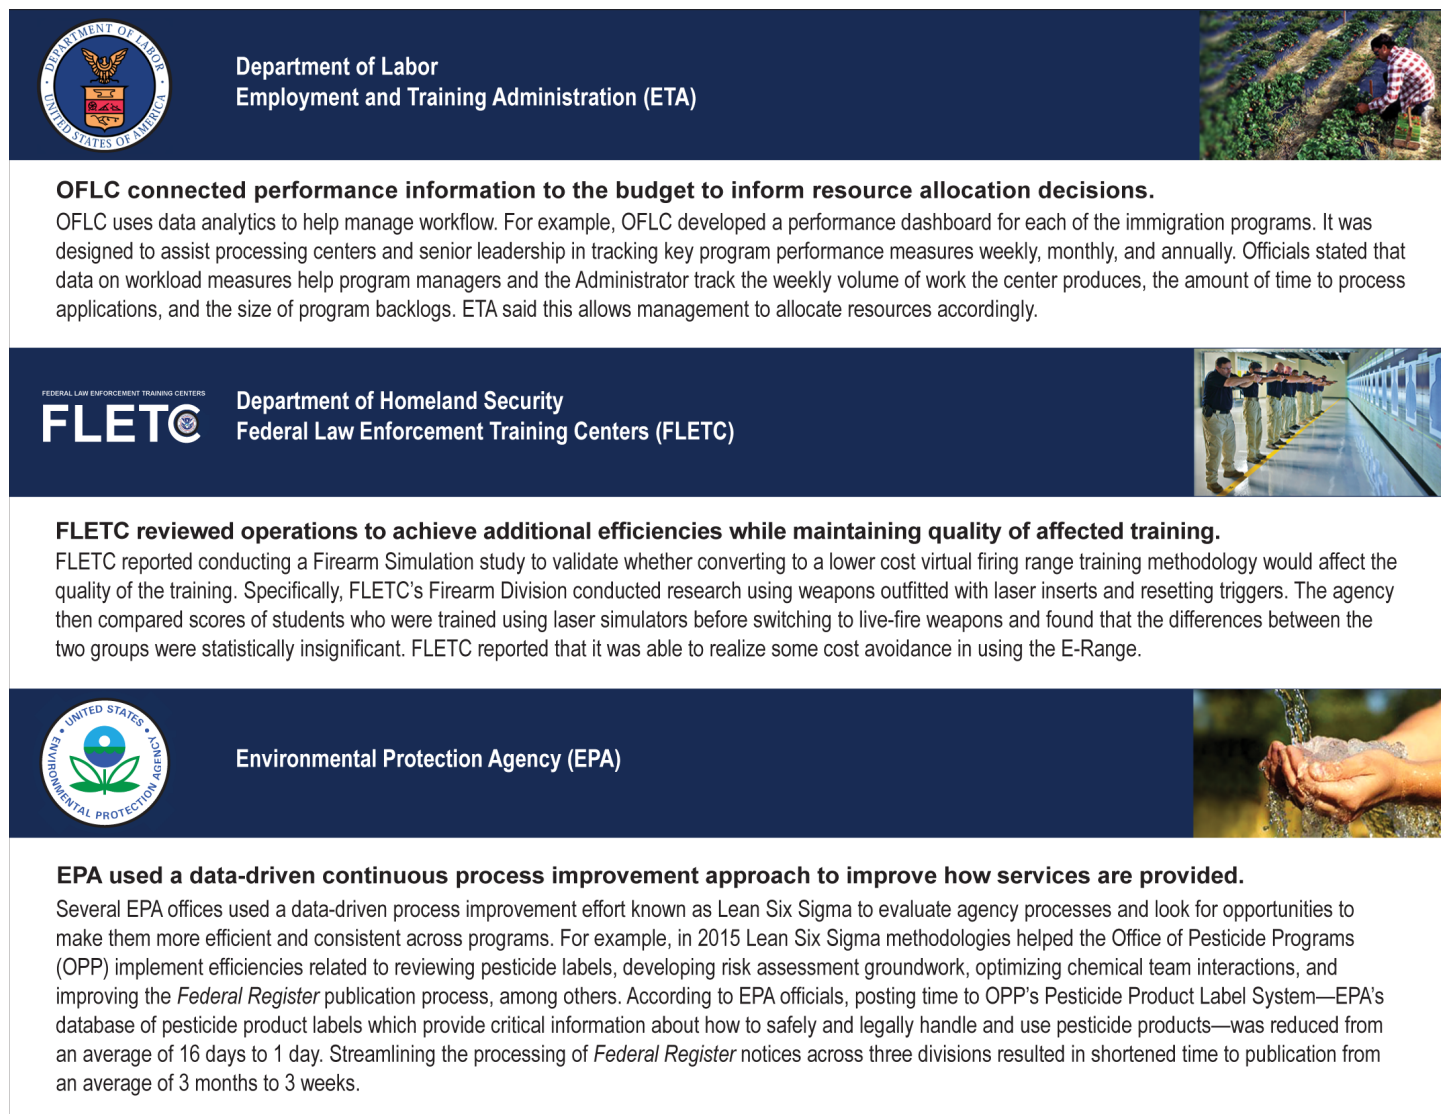 DEPARTMENT OF LABOR
UNITED STATES OF AMERICA
Department of Labor
Employment and Training Administration (ETA)
OFLC connected performance information to the budget to inform resource allocation decisions.
OFLC uses data analytics to help manage workflow. For example, OFLC developed a performance dashboard for each of the immigration programs. It was
designed to assist processing centers and senior leadership in tracking key program performance measures weekly, monthly, and annually. Officials stated that
data on workload measures help program managers and the Administrator track the weekly volume of work the center produces, the amount of time to process
applications, and the size of program backlogs. ETA said this allows management to allocate resources accordingly.
FEDERAL LAW ENFORCEMENT TRAINING CENTERS
FLETC
Department of Homeland Security
Federal Law Enforcement Training Centers (FLETC)
FLETC reviewed operations to achieve additional efficiencies while maintaining quality of affected training.
FLETC reported conducting a Firearm Simulation study to validate whether converting to a lower cost virtual firing range training methodology would affect the
quality of the training. Specifically, FLETC’s Firearm Division conducted research using weapons outfitted with laser inserts and resetting triggers. The agency
then compared scores of students who were trained using laser simulators before switching to live-fire weapons and found that the differences between the
two groups were statistically insignificant. FLETC reported that it was able to realize some cost avoidance in using the E-Range.
UNITED STATES
ENVIRONMENTAL PROTECTION AGENCY
Environmental Protection Agency (EPA)
EPA used a data-driven continuous process improvement approach to improve how services are provided.
Several EPA offices used a data-driven process improvement effort known as Lean Six Sigma to evaluate agency processes and look for opportunities to
make them more efficient and consistent across programs. For example, in 2015 Lean Six Sigma methodologies helped the Office of Pesticide Programs
(OPP) implement efficiencies related to reviewing pesticide labels, developing risk assessment groundwork, optimizing chemical team interactions, and
improving the Federal Register publication process, among others. According to EPA officials, posting time to OPP’s Pesticide Product Label System—EPA’s
database of pesticide product labels which provide critical information about how to safely and legally handle and use pesticide products—was reduced from
an average of 16 days to 1 day. Streamlining the processing of Federal Register notices across three divisions resulted in shortened time to publication from
an average of 3 months to 3 weeks.